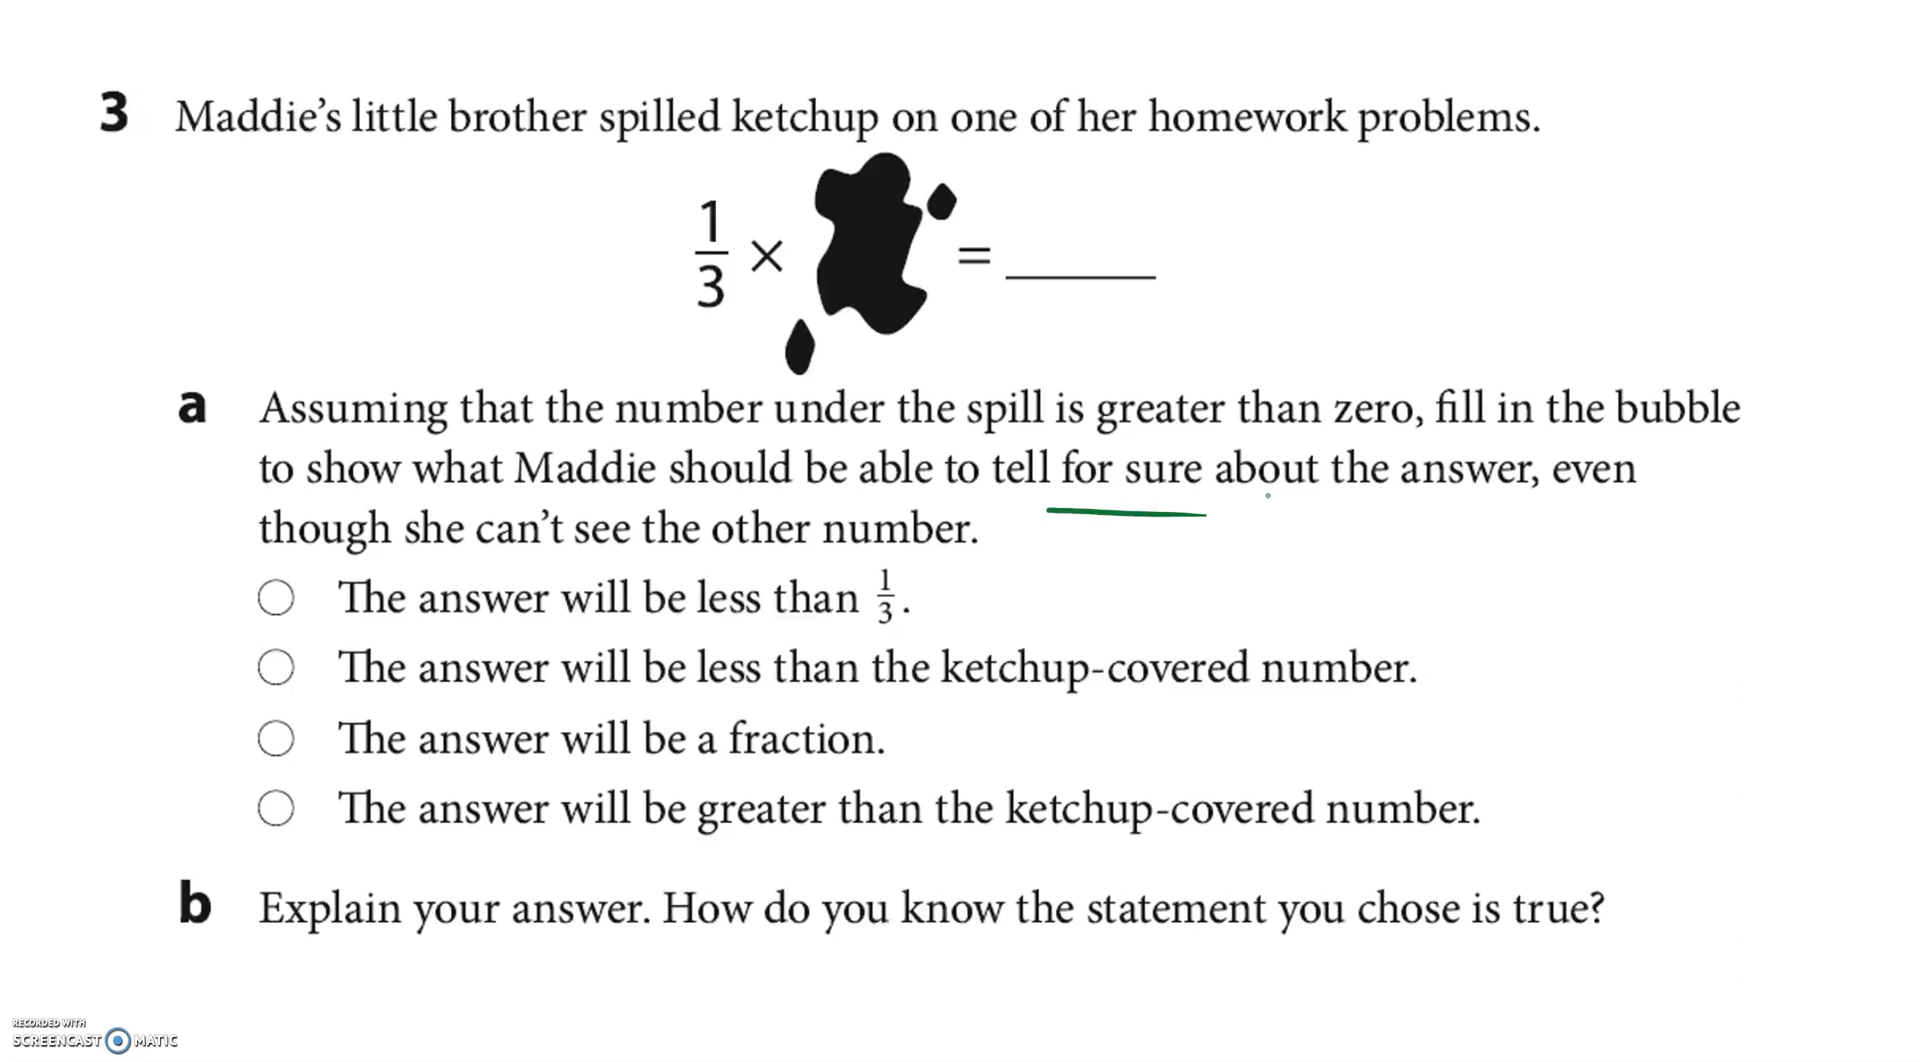 3 Maddie's little brother spilled ketchup on one of her homework problems.
1/3 × = ______
a Assuming that the number under the spill is greater than zero, fill in the bubble
to show what Maddie should be able to tell for sure about the answer, even
though she can't see the other number.
The answer will be less than 1/3.
The answer will be less than the ketchup-covered number.
The answer will be a fraction.
The answer will be greater than the ketchup-covered number.
b Explain your answer. How do you know the statement you chose is true?
RECORDED WITH
SCREENCAST MATIC